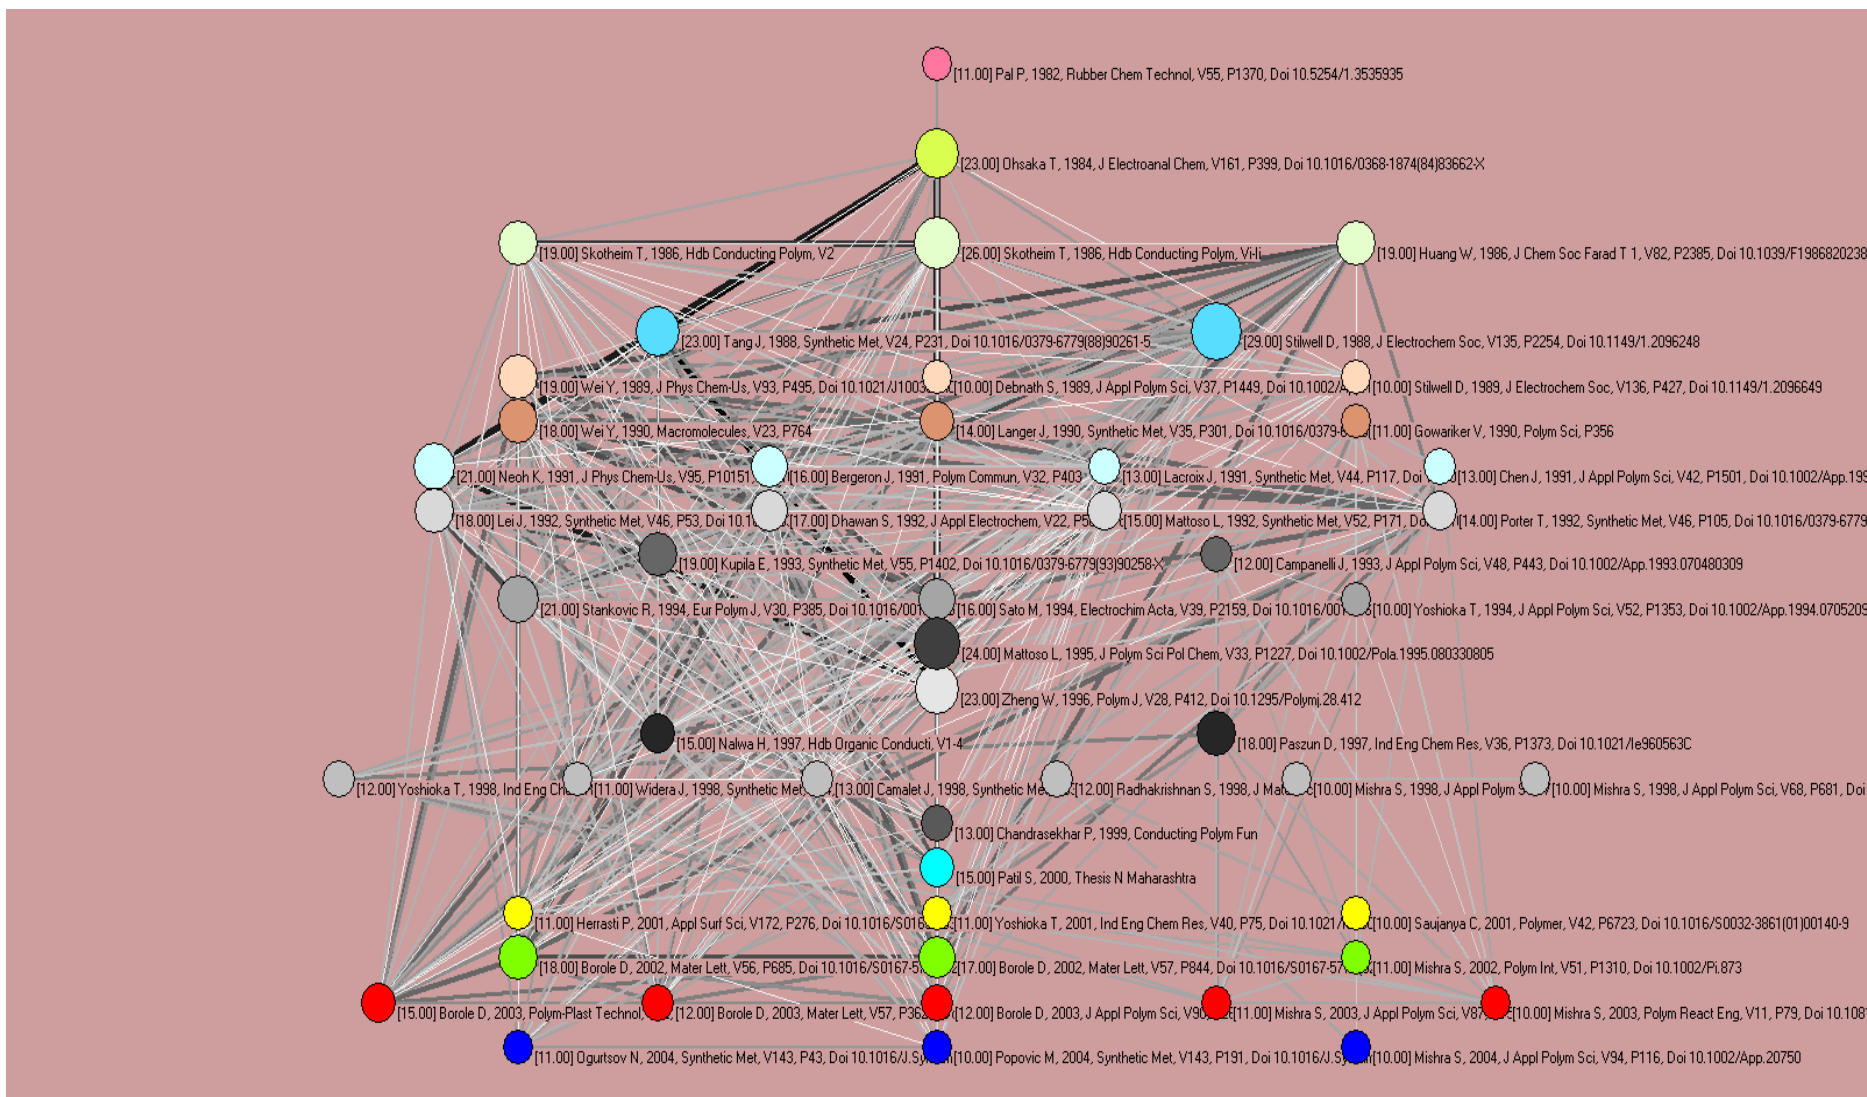 [11.00] Pal P, 1982, Rubber Chem Technol, V55, P1370, Doi 10.5254/1.3535935
[23.00] Ohsaka T, 1984, J Electroanal Chem, V161, P399, Doi 10.1016/0368-1874(84)83662-X
[19.00] Skotheim T, 1986, Hdb Conducting Polym, V2
[26.00] Skotheim T, 1986, Hdb Conducting Polym,
[19.00] Huang W, 1986, J Chem Soc Farad T 1, V82, P2385, Doi 10.1039/F1986820238
[23.00] Tang J, 1988, Synthetic Met, V24, P231, Doi 10.1016/0379-6779(88)90261-5
[29.00] Stilwell D, 1988, J Electrochem Soc, V135, P2254, Doi 10.1149/1.2096248
[19.00] Wei Y, 1989, J Phys Chem-Us, V93, P495, Doi 10.1021/J1003
[10.00] Debnath S, 1989, J Appl Polym Sci, V37, P1449, Doi 10.1002/
[10.00] Stilwell D, 1989, J Electrochem Soc, V136, P427, Doi 10.1149/1.2096649
[18.00] Wei Y, 1990, Macromolecules, V23, P764
[14.00] Langer J, 1990, Synthetic Met, V35, P301, Doi 10.1016/0379-6
[11.00] Gowariker V, 1990, Polym Sci, P356
[21.00] Neoh K, 1991, J Phys Chem-Us, V95, P10151,
[16.00] Bergeron J, 1991, Polym Commun, V32, P403
[13.00] Lacroix J, 1991, Synthetic Met, V44, P117, Doi
[13.00] Chen J, 1991, J Appl Polym Sci, V42, P1501, Doi 10.1002/App.199
[18.00] Lei J, 1992, Synthetic Met, V46, P53, Doi 10.1
[17.00] Dhawan S, 1992, J Appl Electrochem, V22, P5
[15.00] Mattoso L, 1992, Synthetic Met, V52, P171, Do
[14.00] Porter T, 1992, Synthetic Met, V46, P105, Doi 10.1016/0379-6779
[19.00] Kupila E, 1993, Synthetic Met, V55, P1402, Doi 10.1016/0379-6779(93)90258-X
[12.00] Campanelli J, 1993, J Appl Polym Sci, V48, P443, Doi 10.1002/App.1993.070480309
[21.00] Stankovic R, 1994, Eur Polym J, V30, P385, Doi 10.1016/001
[16.00] Sato M, 1994, Electrochim Acta, V39, P2159, Doi 10.1016/001
[10.00] Yoshioka T, 1994, J Appl Polym Sci, V52, P1353, Doi 10.1002/App.1994.0705209
[24.00] Mattoso L, 1995, J Polym Sci Pol Chem, V33, P1227, Doi 10.1002/Pola.1995.080330805
[23.00] Zheng W, 1996, Polym J, V28, P412, Doi 10.1295/Polymj.28.412
[15.00] Nalwa H, 1997, Hdb Organic Conducti, V1-4
[18.00] Paszun D, 1997, Ind Eng Chem Res, V36, P1373, Doi 10.1021/Ie960563C
[12.00] Yoshioka T, 1998, Ind Eng Ch
[11.00] Widera J, 1998, Synthetic Met,
[13.00] Camalet J, 1998, Synthetic Met
[12.00] Radhakrishnan S, 1998, J Mat
[10.00] Mishra S, 1998, J Appl Polym S
[10.00] Mishra S, 1998, J Appl Polym Sci, V68, P681, Doi
[13.00] Chandrasekhar P, 1999, Conducting Polym Fun
[15.00] Patil S, 2000, Thesis N Maharashtra
[11.00] Herrasti P, 2001, Appl Surf Sci, V172, P276, Doi 10.1016/S016
[11.00] Yoshioka T, 2001, Ind Eng Chem Res, V40, P75, Doi 10.1021/
[10.00] Saujanya C, 2001, Polymer, V42, P6723, Doi 10.1016/S0032-3861(01)00140-9
[18.00] Borole D, 2002, Mater Lett, V56, P685, Doi 10.1016/S0167-5
[17.00] Borole D, 2002, Mater Lett, V57, P844, Doi 10.1016/S0167-57
[11.00] Mishra S, 2002, Polym Int, V51, P1310, Doi 10.1002/Pi.873
[15.00] Borole D, 2003, Polym-Plast Technol,
[12.00] Borole D, 2003, Mater Lett, V57, P36
[12.00] Borole D, 2003, J Appl Polym Sci, V90,
[11.00] Mishra S, 2003, J Appl Polym Sci, V87,
[10.00] Mishra S, 2003, Polym React Eng, V11, P79, Doi 10.108
[11.00] Ogurtsov N, 2004, Synthetic Met, V143, P43, Doi 10.1016/J.Sy
[10.00] Popovic M, 2004, Synthetic Met, V143, P191, Doi 10.1016/J.Sy
[10.00] Mishra S, 2004, J Appl Polym Sci, V94, P116, Doi 10.1002/App.20750